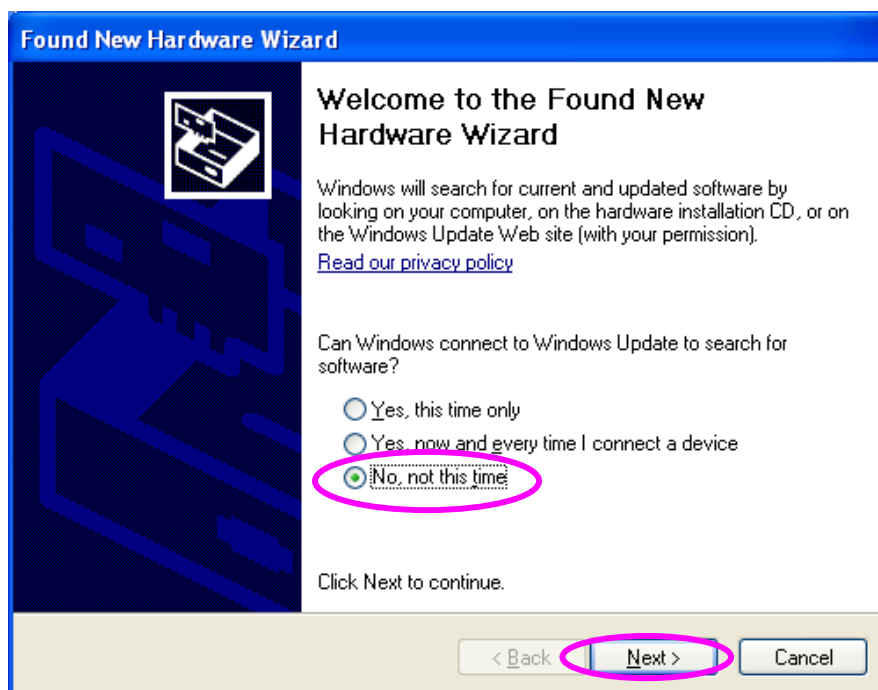 Found New Hardware Wizard
Welcome to the Found New
Hardware Wizard
Windows will search for current and updated software by
looking on your computer, on the hardware installation CD, or on
the Windows Update Web site (with your permission).
Read our privacy policy
Can Windows connect to Windows Update to search for
software?
Yes, this time only
Yes, now and every time I connect a device
No, not this time
Click Next to continue.
< Back Next > Cancel